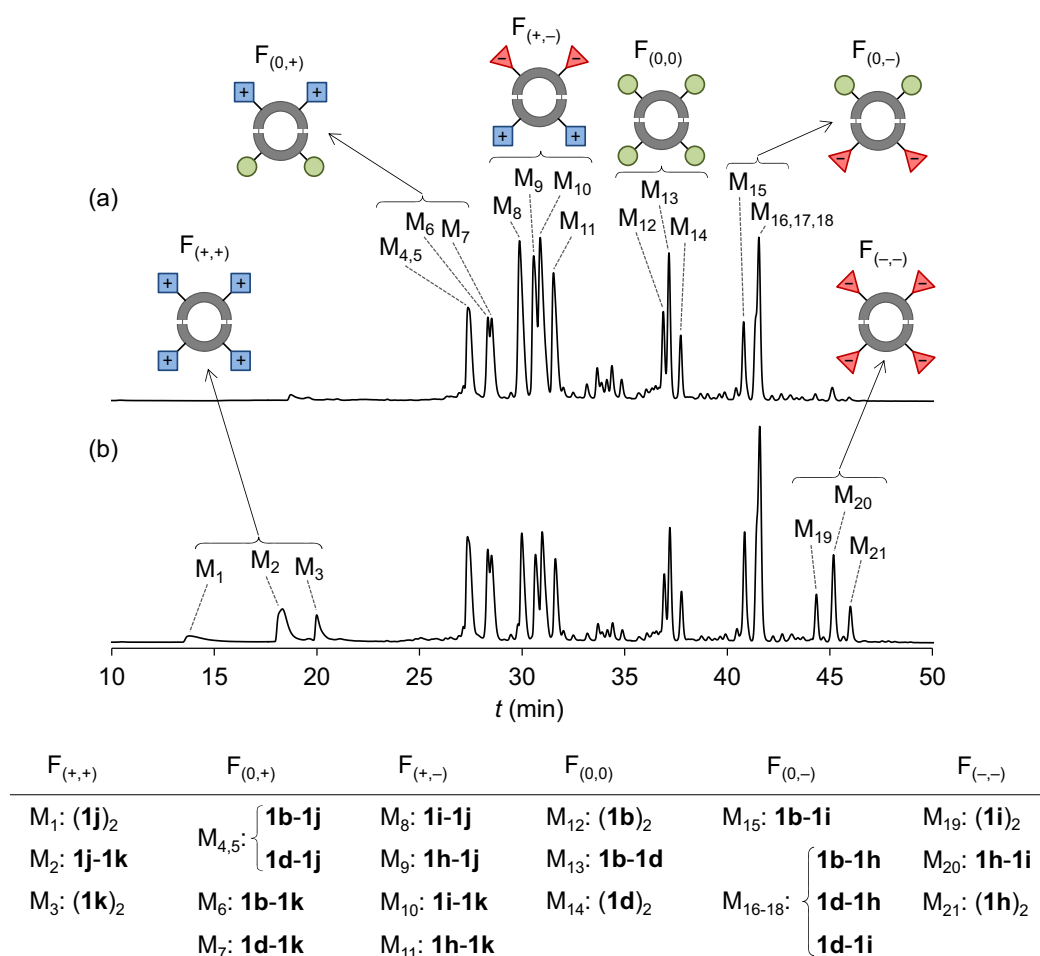 F(+,–)
F(0,+)
F(0,0)
F(0,–)
+ +
– –
+ +
– –
(a)
M9
M10
M8
M11
M6
M7
M4,5
M13
M12
M14
M15
M16,17,18
F(+,+)
+ +
+ +
F(–,–)
– –
– –
(b)
M1
M2
M3
M20
M19
M21
10 15 20 25 30 35 40 45 50
t (min)
F(+,+) F(0,+) F(+,–) F(0,0) F(0,–) F(–,–)
M1: (1j)2
M2: 1j-1k
M3: (1k)2
M4,5: 1b-1j
1d-1j
M6: 1b-1k
M7: 1d-1k
M8: 1i-1j
M9: 1h-1j
M10: 1i-1k
M11: 1h-1k
M12: (1b)2
M13: 1b-1d
M14: (1d)2
M15: 1b-1i
M16-18: 1b-1h
1d-1h
1d-1i
M19: (1i)2
M20: 1h-1i
M21: (1h)2